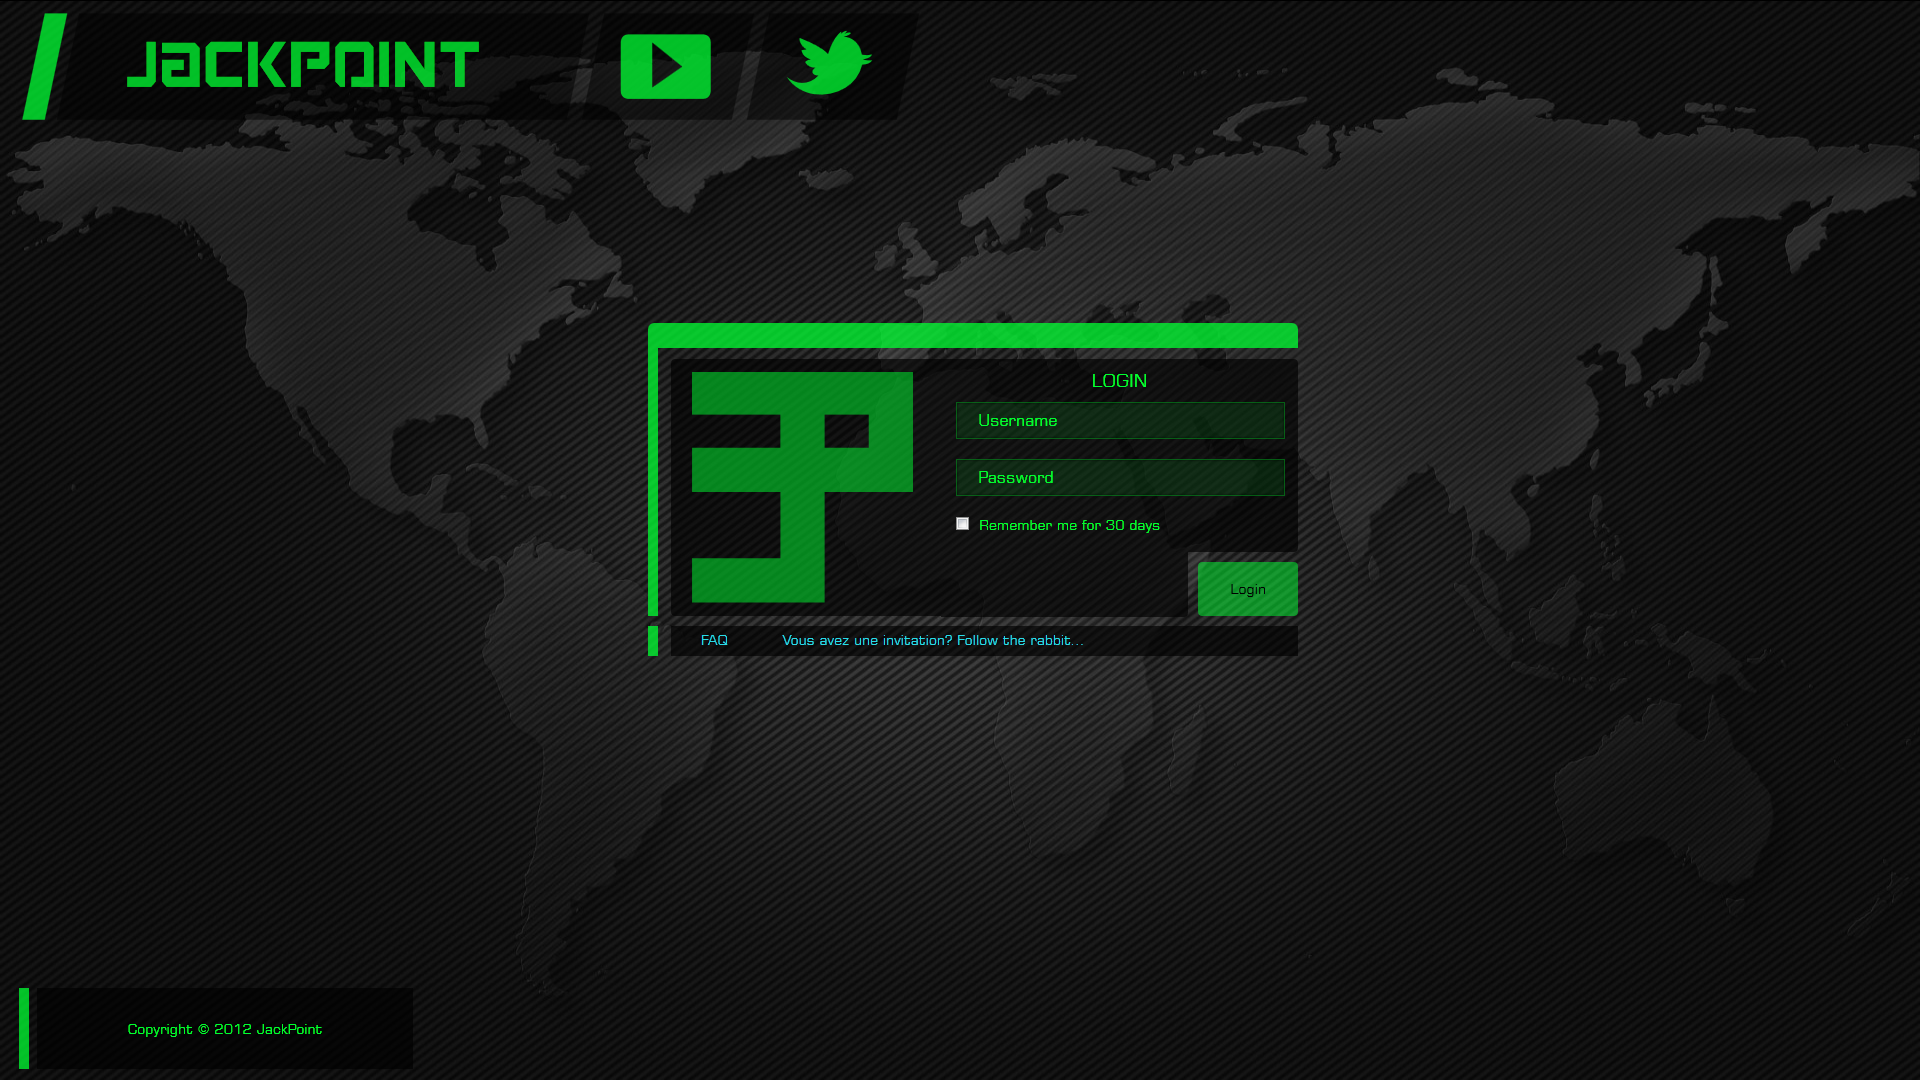 JACKPOINT
LOGIN
Username
Password
Remember me for 30 days
Login
FAQ
Vous avez une invitation? Follow the rabbit...
Copyright © 2012 JackPoint